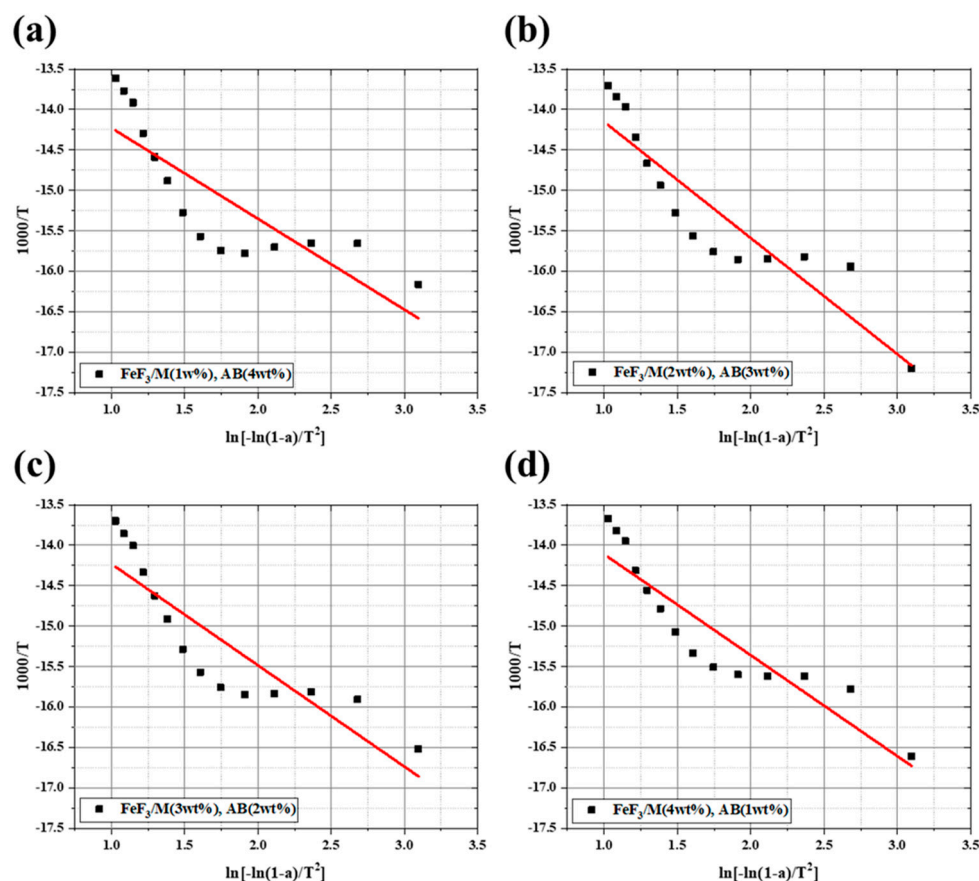 (a)
(b)
-13.5
-14.0
-14.5
-15.0
-15.5
-16.0
-16.5
-17.0
-17.5
1000/T
FeF₃/M(1w%), AB(4wt%)
1.0 1.5 2.0 2.5 3.0 3.5
ln[-ln(1-a)/T²]
-13.5
-14.0
-14.5
-15.0
-15.5
-16.0
-16.5
-17.0
-17.5
1000/T
FeF₃/M(2wt%), AB(3wt%)
1.0 1.5 2.0 2.5 3.0 3.5
ln[-ln(1-a)/T²]
(c)
(d)
-13.5
-14.0
-14.5
-15.0
-15.5
-16.0
-16.5
-17.0
-17.5
1000/T
FeF₃/M(3wt%), AB(2wt%)
1.0 1.5 2.0 2.5 3.0 3.5
ln[-ln(1-a)/T²]
-13.5
-14.0
-14.5
-15.0
-15.5
-16.0
-16.5
-17.0
-17.5
1000/T
FeF₃/M(4wt%), AB(1wt%)
1.0 1.5 2.0 2.5 3.0 3.5
ln[-ln(1-a)/T²]